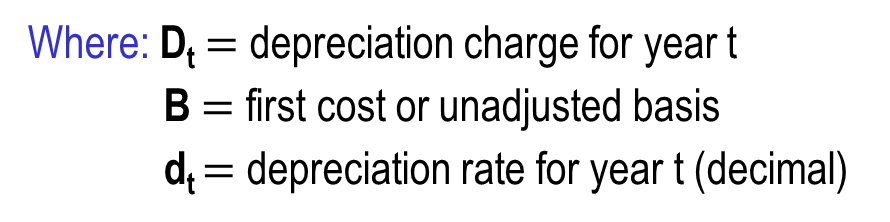 Where: Dt = depreciation charge for year t
B = first cost or unadjusted basis
dt = depreciation rate for year t (decimal)